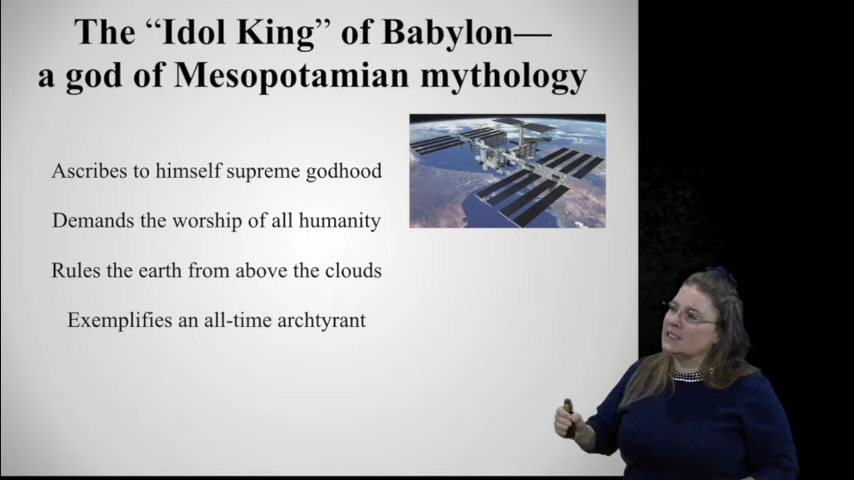 The “Idol King” of Babylon—
a god of Mesopotamian mythology
Ascribes to himself supreme godhood
Demands the worship of all humanity
Rules the earth from above the clouds
Exemplifies an all-time archtyrant